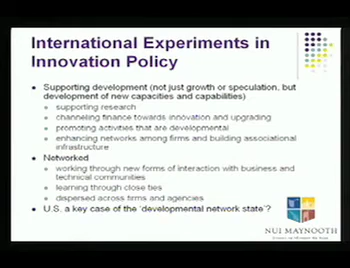 International Experiments in
Innovation Policy
Supporting development (not just growth or speculation, but
development of new capacities and capabilities)
supporting research
channeling finance towards innovation and upgrading
promoting activities that are developmental
enhancing networks among firms and building associational
infrastructure
Networked
working through new forms of interaction with business and
technical communities
learning through close ties
dispersed across firms and agencies
U.S. a key case of the 'developmental network state'?
NUI MAYNOOTH